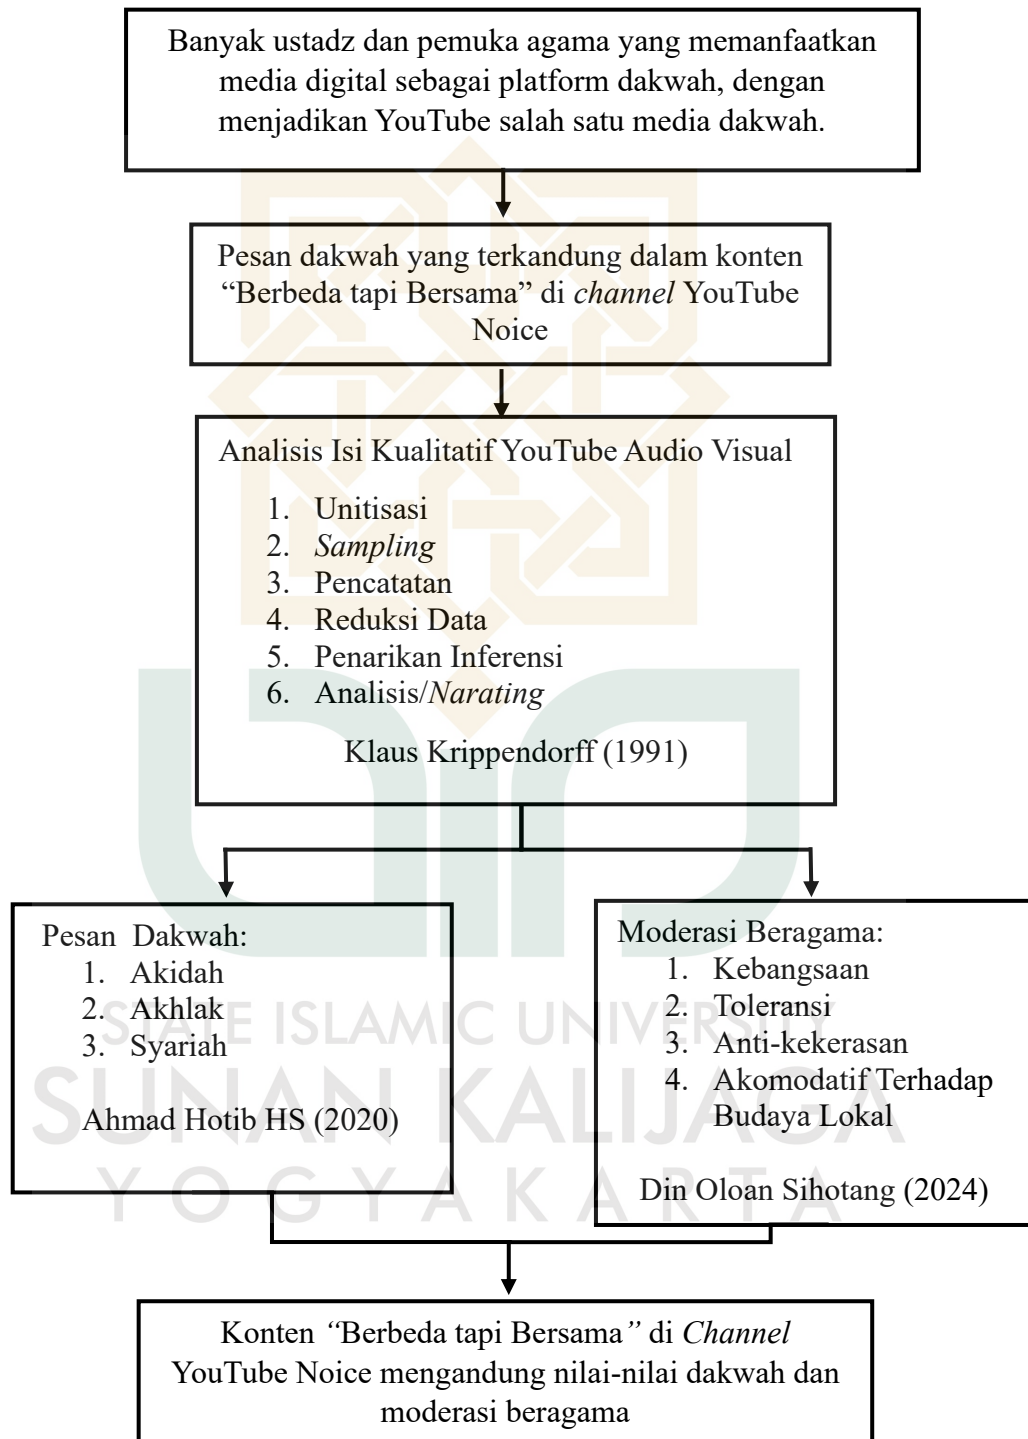 Banyak ustadz dan pemuka agama yang memanfaatkan
media digital sebagai platform dakwah, dengan
menjadikan YouTube salah satu media dakwah.
Pesan dakwah yang terkandung dalam konten
“Berbeda tapi Bersama” di channel YouTube
Noice
Analisis Isi Kualitatif YouTube Audio Visual
1. Unitisasi
2. Sampling
3. Pencatatan
4. Reduksi Data
5. Penarikan Inferensi
6. Analisis/Narating
Klaus Krippendorff (1991)
Pesan Dakwah:
1. Akidah
2. Akhlak
3. Syariah
Ahmad Hotib HS (2020)
Moderasi Beragama:
1. Kebangsaan
2. Toleransi
3. Anti-kekerasan
4. Akomodatif Terhadap
Budaya Lokal
Din Oloan Sihotang (2024)
STATE ISLAMIC UNIVERSITY
SUNAN KALIJAGA
YOGYAKARTA
Konten “Berbeda tapi Bersama” di Channel
YouTube Noice mengandung nilai-nilai dakwah dan
moderasi beragama